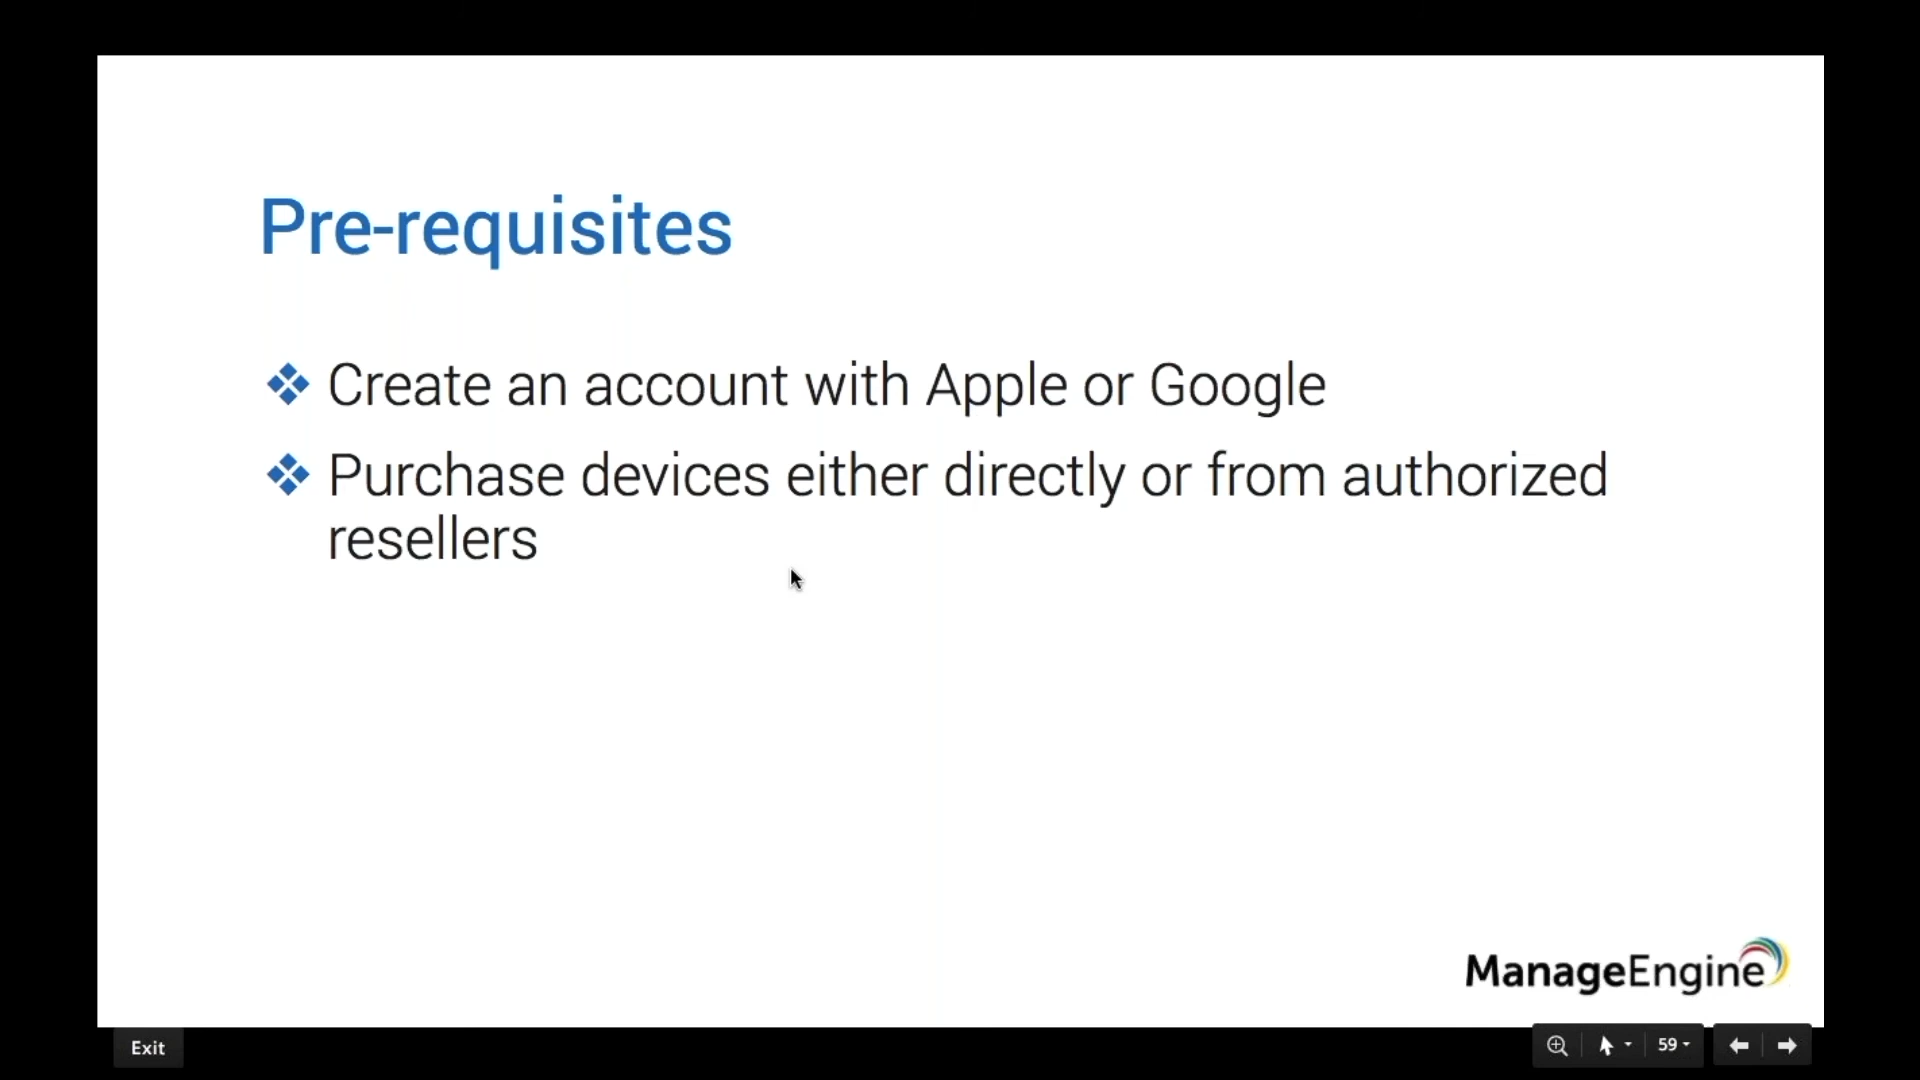 Pre-requisites
Create an account with Apple or Google
Purchase devices either directly or from authorized
resellers
ManageEngine
Exit
59